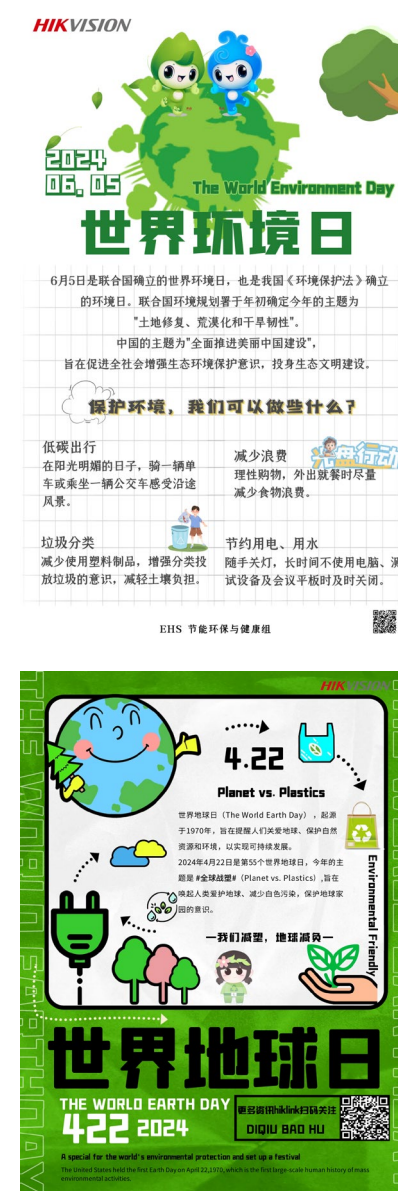 HIKVISION
2024
06.05
The World Environment Day
世界环境日
6月5日是联合国确立的世界环境日，也是我国《环境保护法》确立
的环境日。联合国环境规划署于年初确定今年的主题为
"土地修复、荒漠化和干旱韧性"。
中国的主题为"全面推进美丽中国建设"，
旨在促进全社会增强生态环境保护意识，投身生态文明建设。
保护环境，我们可以做些什么？
低碳出行
在阳光明媚的日子，骑一辆单
车或乘坐一辆公交车感受沿途
风景。
减少浪费
光盘行动
理性购物，外出就餐时尽量
减少食物浪费。
垃圾分类
减少使用塑料制品，增强分类投
放垃圾的意识，减轻土壤负担。
节约用电、用水
随手关灯，长时间不使用电脑、测
试设备及会议平板时及时关闭。
EHS 节能环保与健康组
HIKVISION
THE WORLD EARTHDAY
4.22
Planet vs. Plastics
世界地球日（The World Earth Day），起源
于1970年，旨在提醒人们关爱地球、保护自然
资源和环境，以实现可持续发展。
2024年4月22日是第55个世界地球日，今年的主
题是 #全球战塑#（Planet vs. Plastics）,旨在
唤起人类爱护地球、减少白色污染，保护地球家
园的意识。
Environmental Friendly
—我们减塑，地球减负—
世界地球日
THE WORLD EARTH DAY
422 2024
更多资讯hiklink扫码关注
DIQIU BAO HU
A special for the world's environmental protection and set up a festival
The United States held the first Earth Day on April 22,1970, which is the first large-scale human history of mass
environmental activities.